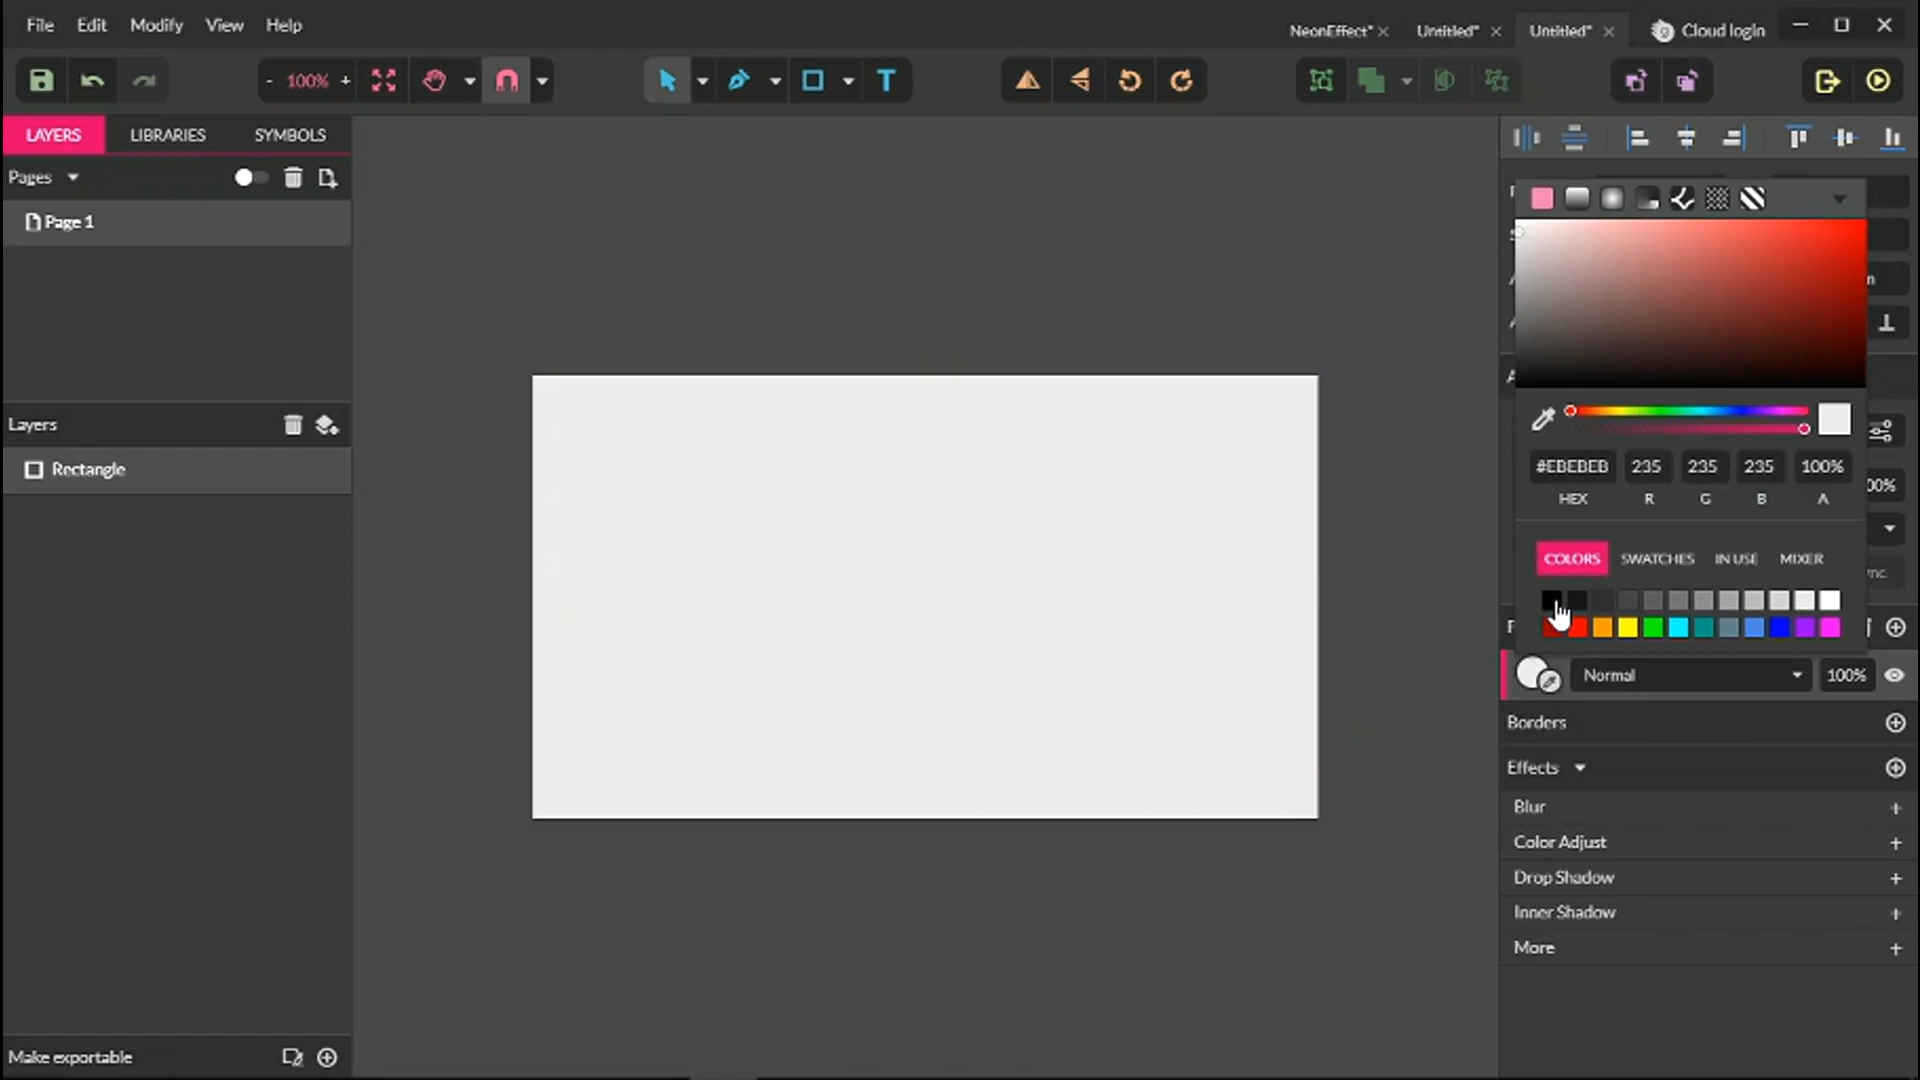 File Edit Modify View Help
NeonEffect* Untitled* Untitled* Cloud login
- 100% + T
LAYERS LIBRARIES SYMBOLS
Pages
Page 1
Layers
Rectangle
Make exportable
#EBEBEB 235 235 235 100%
HEX R G B A
COLORS SWATCHES IN USE MIXER
Normal 100%
Borders
Effects
Blur +
Color Adjust +
Drop Shadow +
Inner Shadow +
More +